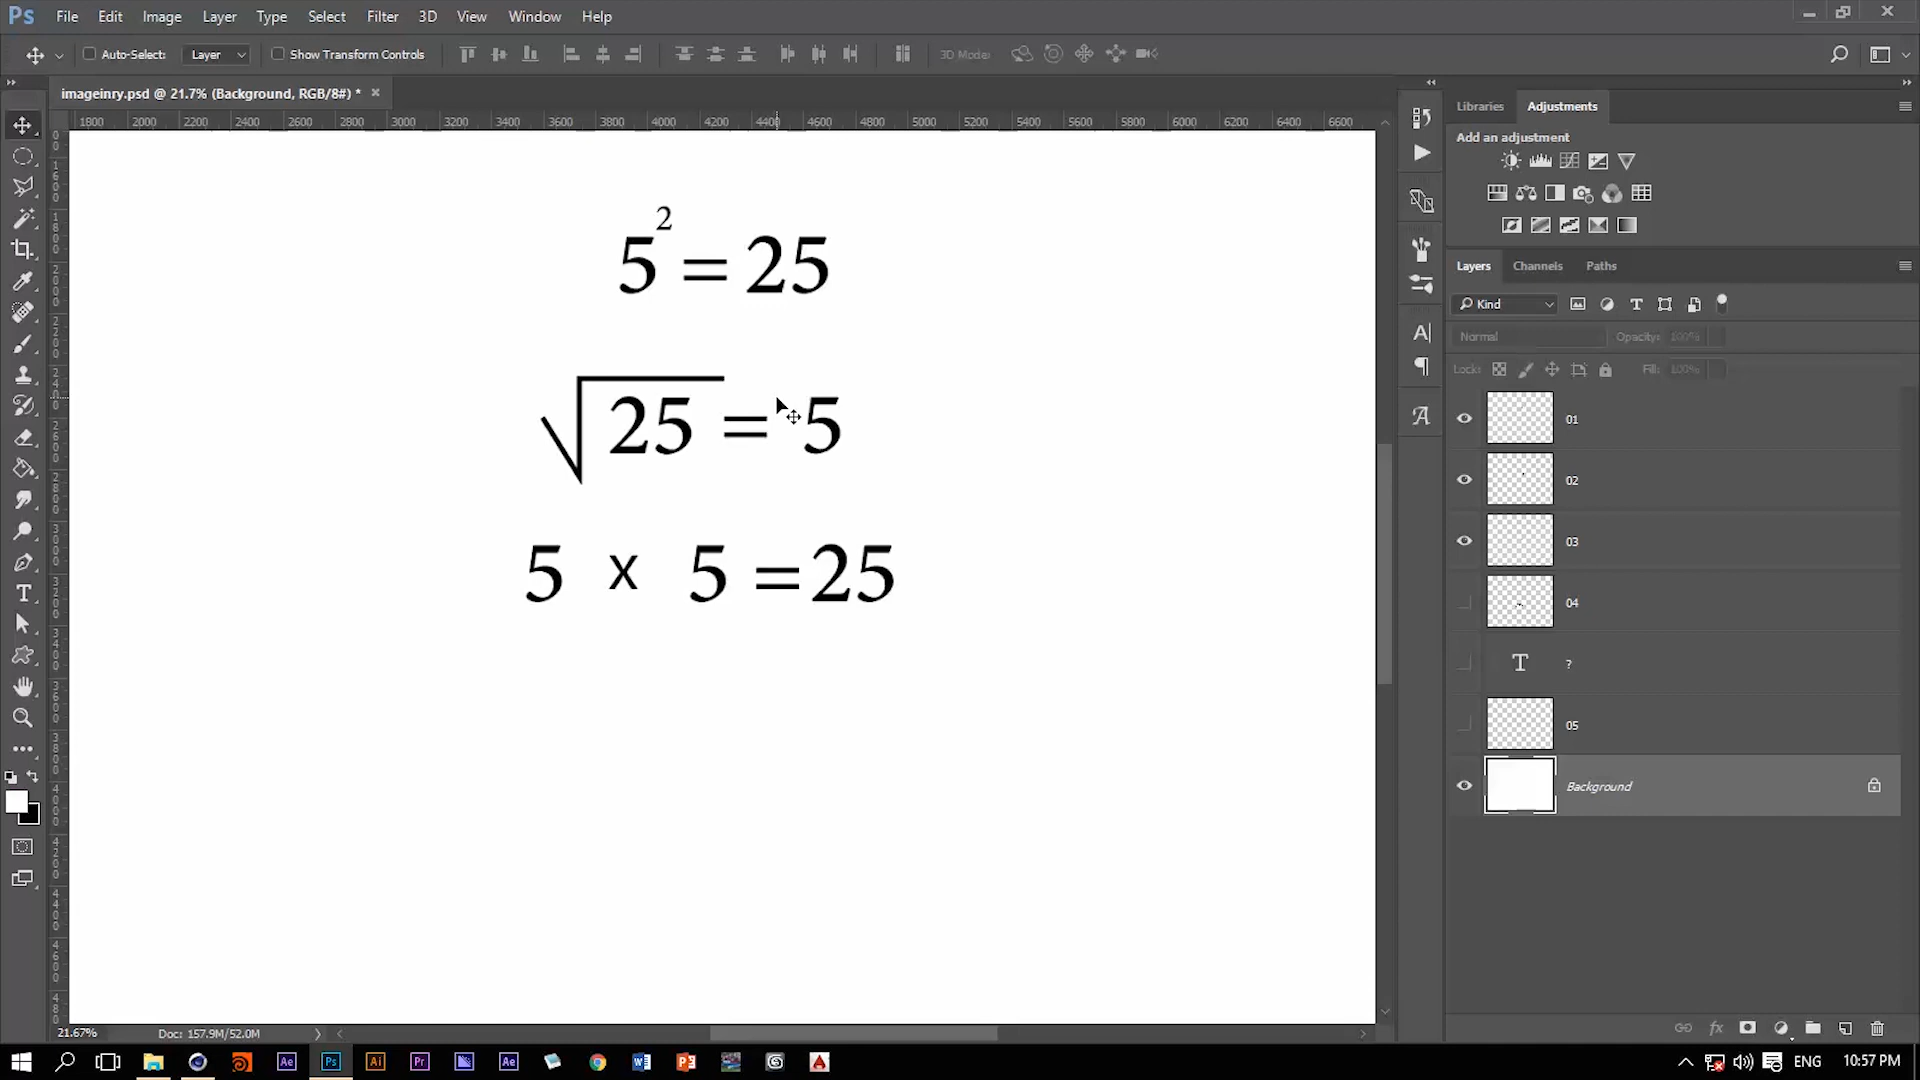 Ps File Edit Image Layer Type Select Filter 3D View Window Help
Auto-Select: Layer Show Transform Controls 3D Mode:
imageinry.psd @ 21.7% (Background, RGB/8#) *
Libraries Adjustments
1800 2000 2200 2400 2600 2800 3000 3200 3400 3600 3800 4000 4200 4400 4600 4800 5000 5200 5400 5600 5800 6000 6200 6400 6600
Add an adjustment
5² = 25
Layers Channels Paths
Kind
Normal Opacity: 100%
Lock: Fill: 100%
√25 = 5
01
02
5 x 5 = 25
03
04
?
05
Background
21.67% Doc: 157.9M/52.0M
ENG 10:57 PM